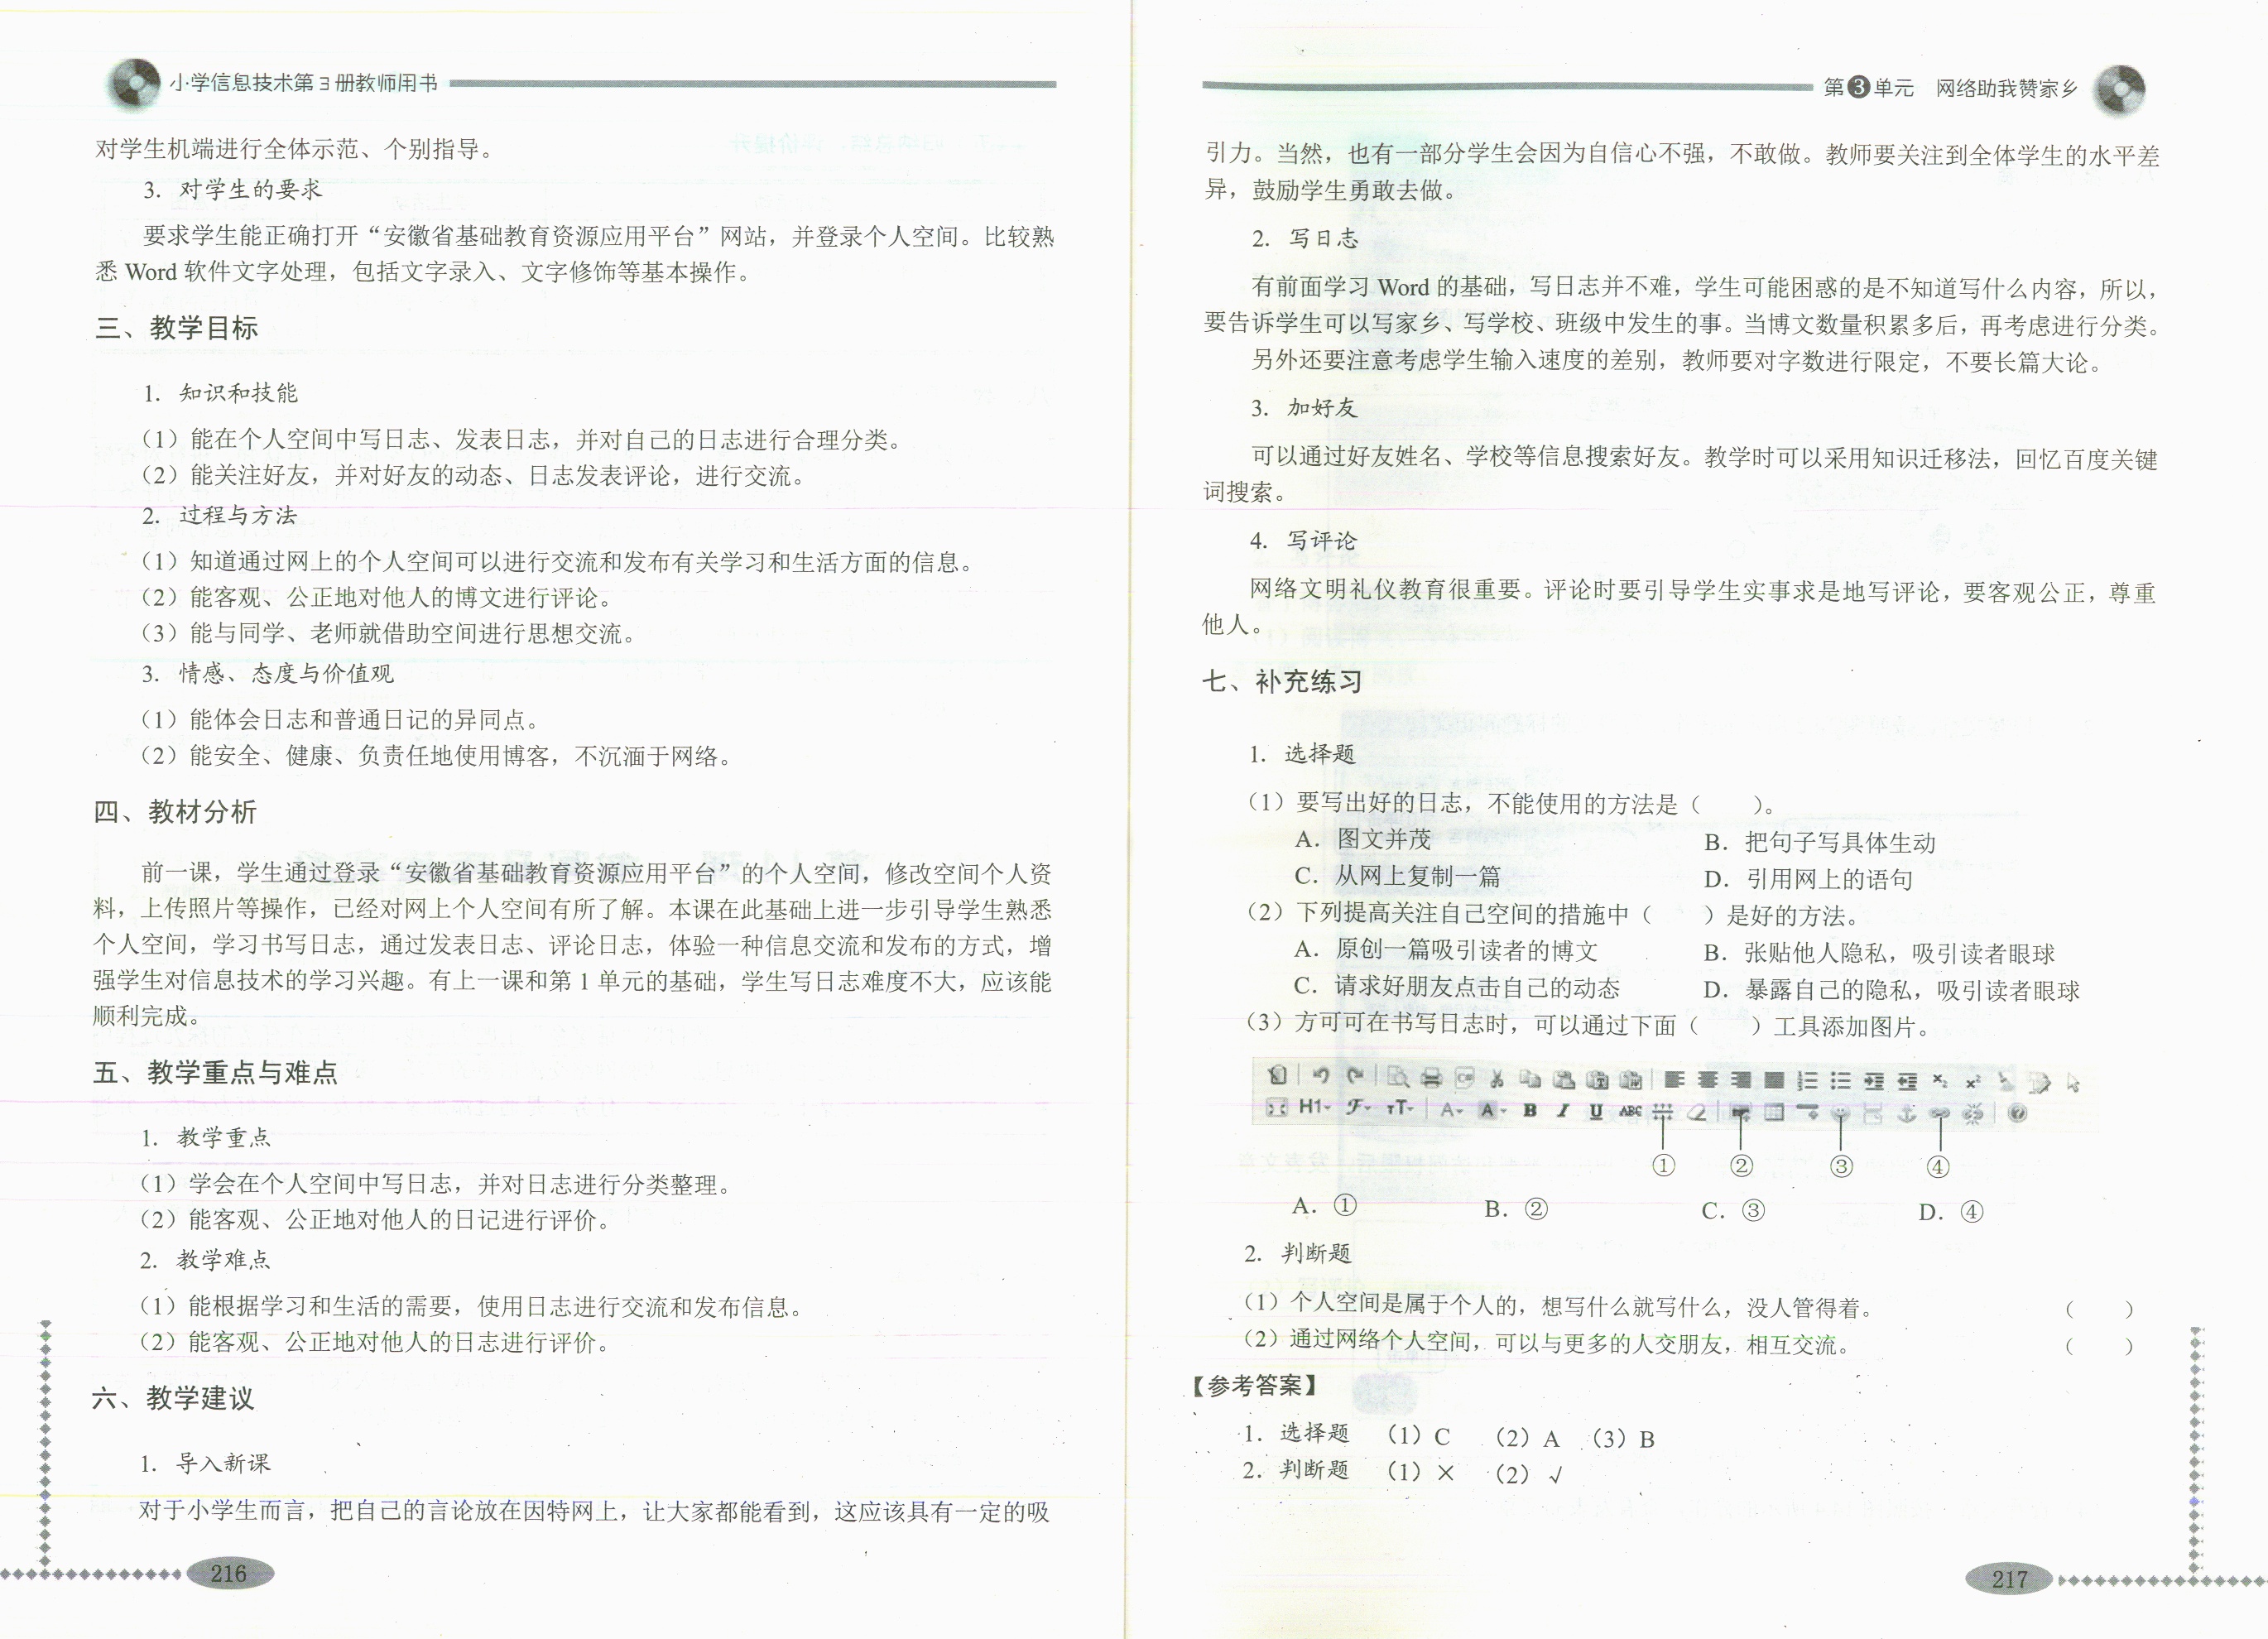 小学信息技术第3册教师用书
对学生机端进行全体示范、个别指导。
3. 对学生的要求
要求学生能正确打开“安徽省基础教育资源应用平台”网站，并登录个人空间。比较熟
悉 Word 软件文字处理，包括文字录入、文字修饰等基本操作。
三、教学目标
1. 知识和技能
（1）能在个人空间中写日志、发表日志，并对自己的日志进行合理分类。
（2）能关注好友，并对好友的动态、日志发表评论，进行交流。
2. 过程与方法
（1）知道通过网上的个人空间可以进行交流和发布有关学习和生活方面的信息。
（2）能客观、公正地对他人的博文进行评论。
（3）能与同学、老师就借助空间进行思想交流。
3. 情感、态度与价值观
（1）能体会日志和普通日记的异同点。
（2）能安全、健康、负责任地使用博客，不沉湎于网络。
四、教材分析
前一课，学生通过登录“安徽省基础教育资源应用平台”的个人空间，修改空间个人资
料，上传照片等操作，已经对网上个人空间有所了解。本课在此基础上进一步引导学生熟悉
个人空间，学习书写日志，通过发表日志、评论日志，体验一种信息交流和发布的方式，增
强学生对信息技术的学习兴趣。有上一课和第 1 单元的基础，学生写日志难度不大，应该能
顺利完成。
五、教学重点与难点
1. 教学重点
（1）学会在个人空间中写日志，并对日志进行分类整理。
（2）能客观、公正地对他人的日记进行评价。
2. 教学难点
（1）能根据学习和生活的需要，使用日志进行交流和发布信息。
（2）能客观、公正地对他人的日志进行评价。
六、教学建议
1. 导入新课
对于小学生而言，把自己的言论放在因特网上，让大家都能看到，这应该具有一定的吸
216
第3单元 网络助我赞家乡
引力。当然，也有一部分学生会因为自信心不强，不敢做。教师要关注到全体学生的水平差
异，鼓励学生勇敢去做。
2. 写日志
有前面学习 Word 的基础，写日志并不难，学生可能困惑的是不知道写什么内容，所以，
要告诉学生可以写家乡、写学校、班级中发生的事。当博文数量积累多后，再考虑进行分类。
另外还要注意考虑学生输入速度的差别，教师要对字数进行限定，不要长篇大论。
3. 加好友
可以通过好友姓名、学校等信息搜索好友。教学时可以采用知识迁移法，回忆百度关键
词搜索。
4. 写评论
网络文明礼仪教育很重要。评论时要引导学生实事求是地写评论，要客观公正，尊重
他人。
七、补充练习
1. 选择题
（1）要写出好的日志，不能使用的方法是（ ）。
A. 图文并茂 B. 把句子写具体生动
C. 从网上复制一篇 D. 引用网上的语句
（2）下列提高关注自己空间的措施中（ ）是好的方法。
A. 原创一篇吸引读者的博文 B. 张贴他人隐私，吸引读者眼球
C. 请求好朋友点击自己的动态 D. 暴露自己的隐私，吸引读者眼球
（3）方可可在书写日志时，可以通过下面（ ）工具添加图片。
H1 F TT A A B I U ABC
① ② ③ ④
A. ① B. ② C. ③ D. ④
2. 判断题
（1）个人空间是属于个人的，想写什么就写什么，没人管得着。 （ ）
（2）通过网络个人空间，可以与更多的人交朋友，相互交流。 （ ）
【参考答案】
1. 选择题 （1）C （2）A （3）B
2. 判断题 （1）× （2）√
217